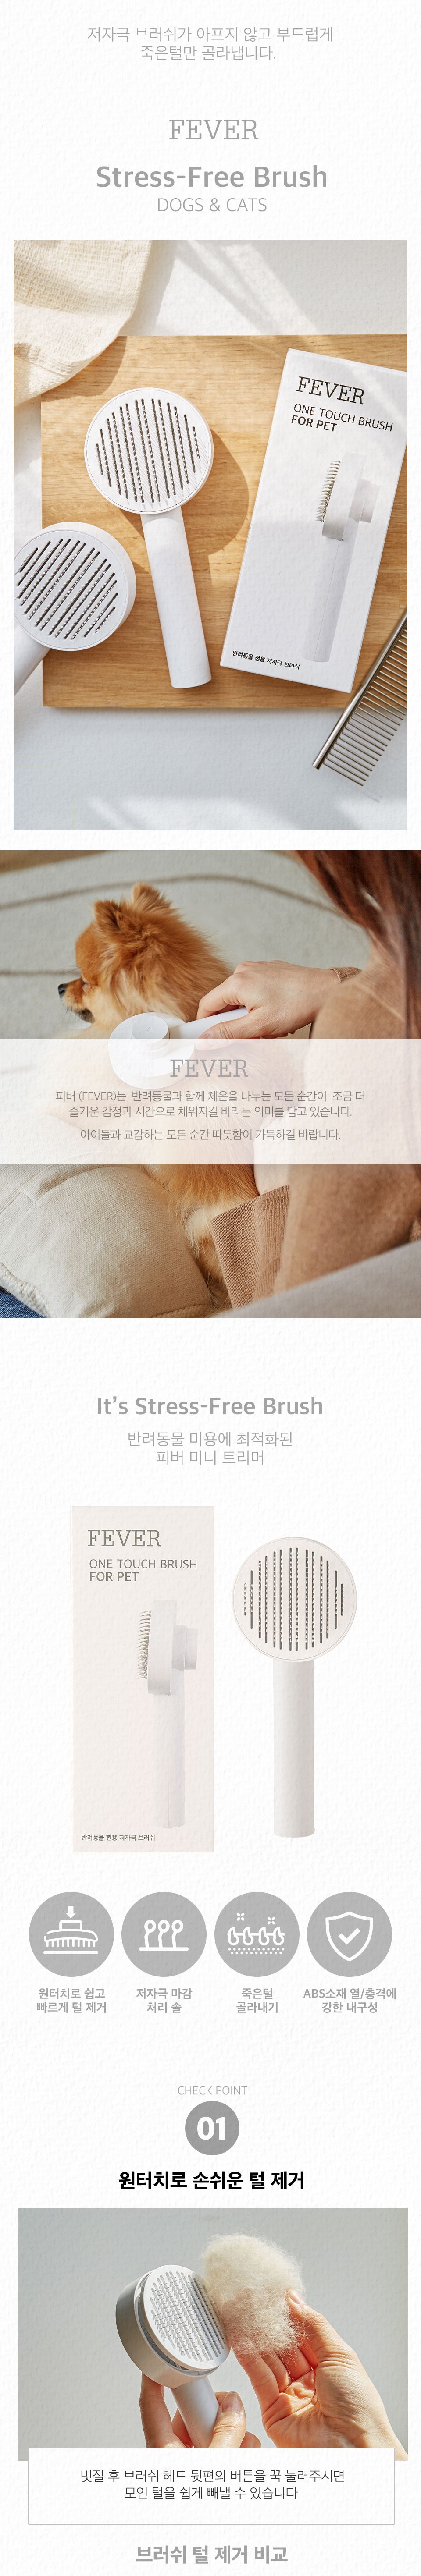 저자극 브러쉬가 아프지 않고 부드럽게
죽은털만 골라냅니다.
FEVER
Stress-Free Brush
DOGS & CATS
FEVER
ONE TOUCH BRUSH
FOR PET
반려동물 전용 저자극 브러쉬
FEVER
피버 (FEVER)는 반려동물과 함께 체온을 나누는 모든 순간이 조금 더
즐거운 감정과 시간으로 채워지길 바라는 의미를 담고 있습니다.
아이들과 교감하는 모든 순간 따듯함이 가득하길 바랍니다.
It's Stress-Free Brush
반려동물 미용에 최적화된
피버 미니 트리머
FEVER
ONE TOUCH BRUSH
FOR PET
반려동물 전용 저자극 브러쉬
원터치로 쉽고
빠르게 털 제거
저자극 마감
처리 솔
죽은털
골라내기
ABS소재 열/충격에
강한 내구성
CHECK POINT
01
원터치로 손쉬운 털 제거
빗질 후 브러쉬 헤드 뒷편의 버튼을 꾹 눌러주시면
모인 털을 쉽게 빼낼 수 있습니다
브러쉬 털 제거 비교